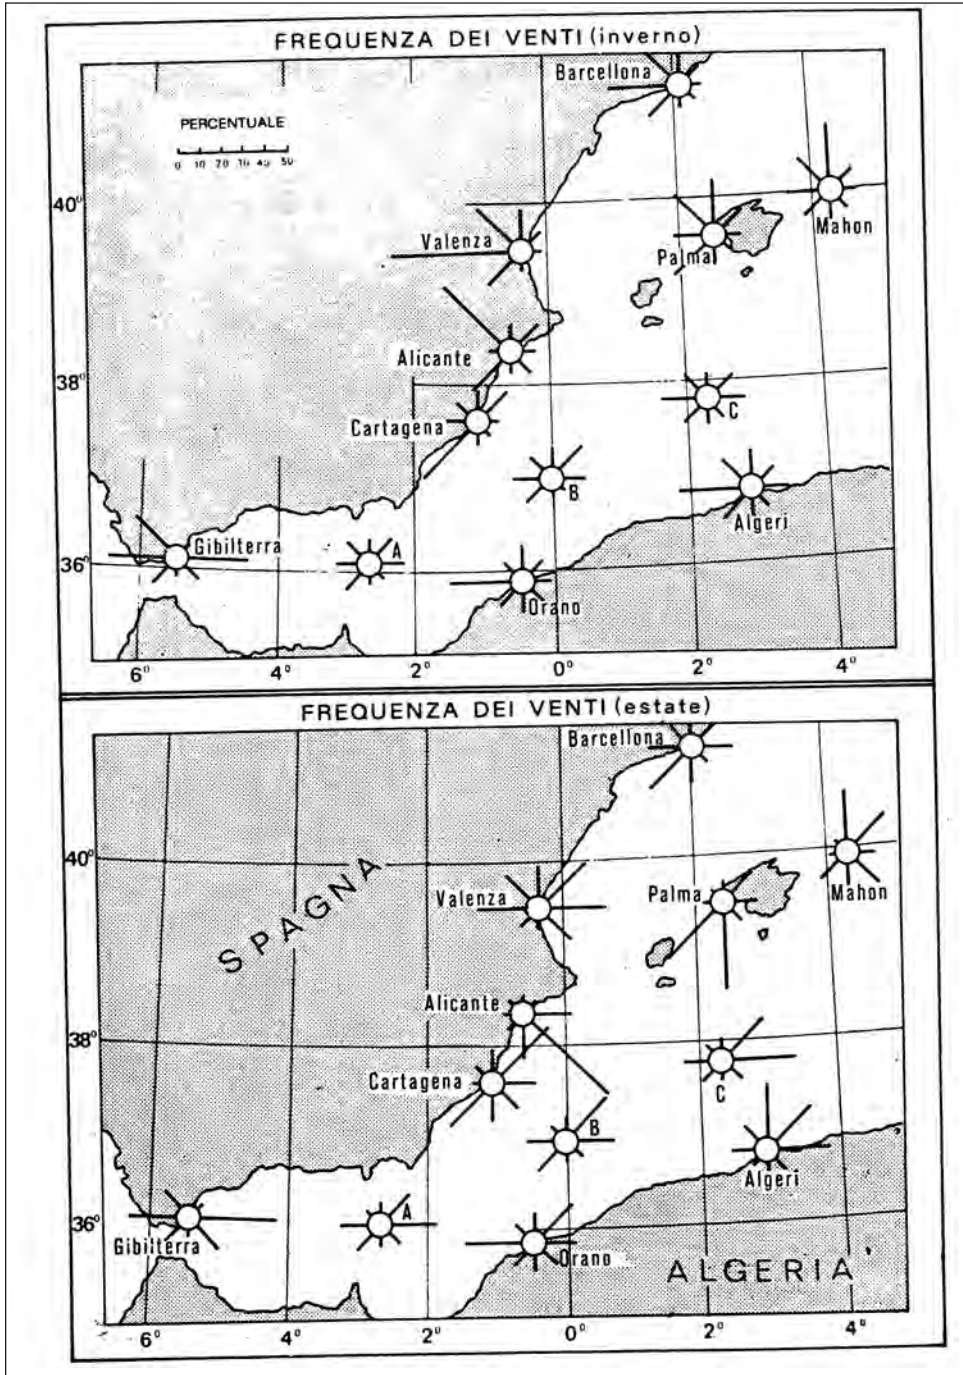 FREQUENZA DEI VENTI (inverno)
Barcellona
PERCENTUALE
0 10 20 30 40 50
40°
Valenza
Palma
Mahon
Alicante
38°
Cartagena
C
B
Algeri
Gibilterra
A
36°
Orano
6° 4° 2° 0° 2° 4°
FREQUENZA DEI VENTI (estate)
Barcellona
40°
SPAGNA
Valenza
Palma
Mahon
Alicante
38°
Cartagena
C
B
Algeri
A
36°
Gibilterra
Orano
ALGERIA
6° 4° 2° 0° 2° 4°